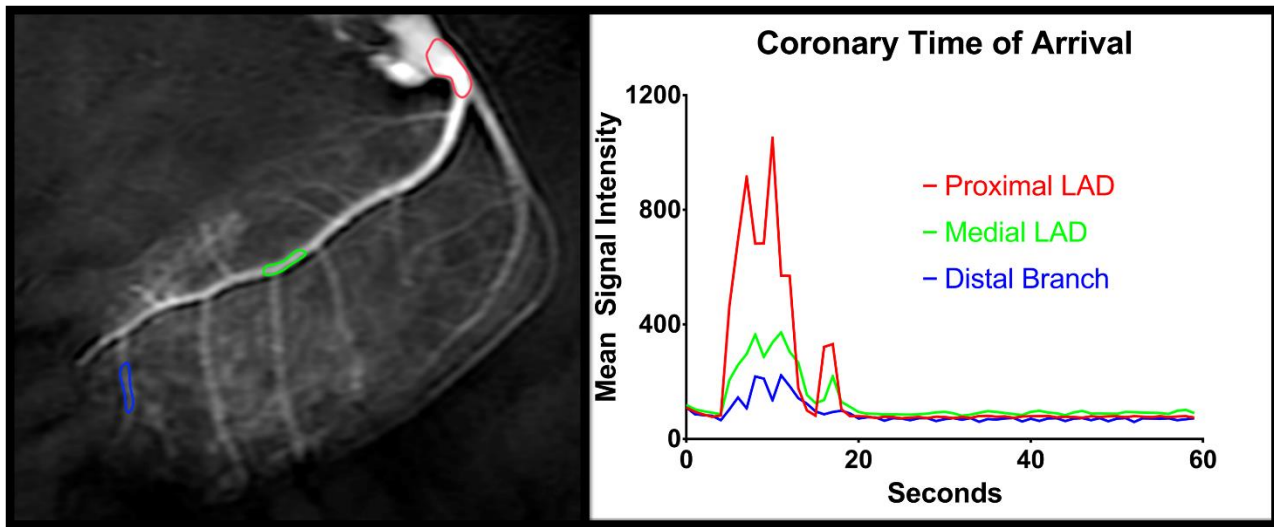 Coronary Time of Arrival
Mean Signal Intensity
1200
800
400
0
Proximal LAD
Medial LAD
Distal Branch
0
20
40
60
Seconds